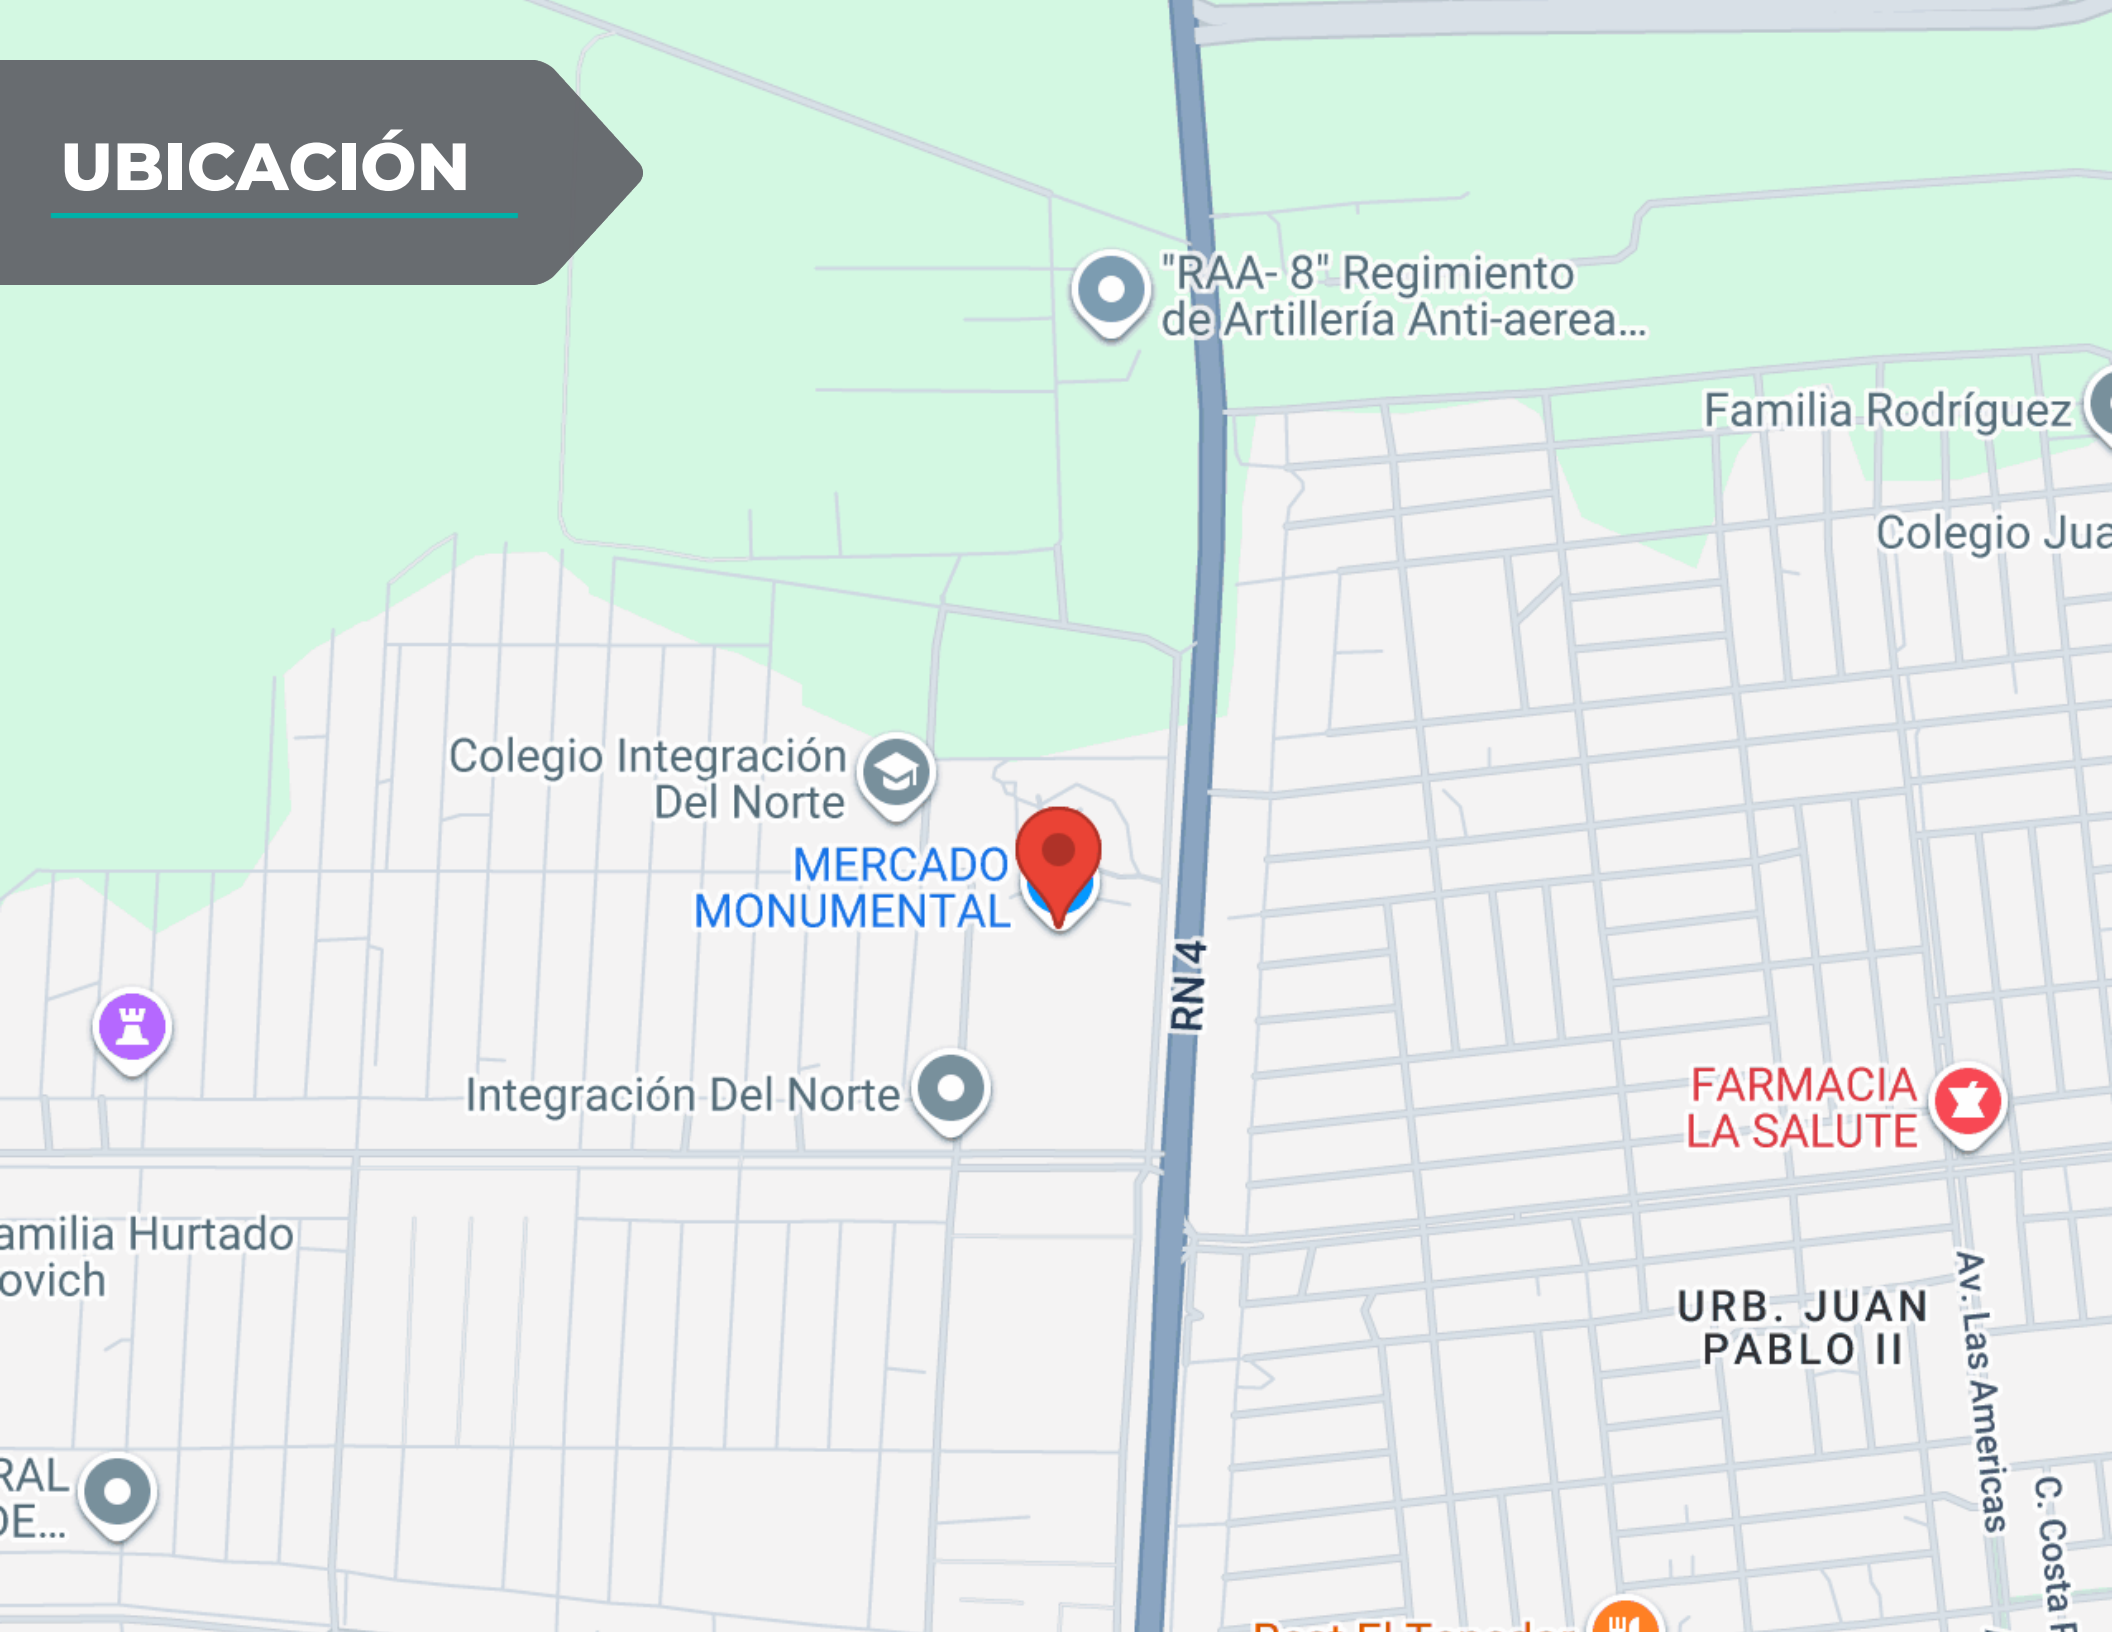 UBICACIÓN
"RAA- 8" Regimiento
de Artillería Anti-aerea...
Familia Rodríguez
Colegio Jua
Colegio Integración
Del Norte
MERCADO
MONUMENTAL
RN 4
Integración Del Norte
FARMACIA
LA SALUTE
amilia Hurtado
ovich
URB. JUAN
PABLO II
Av. Las Americas
RAL
DE...
C. Costa